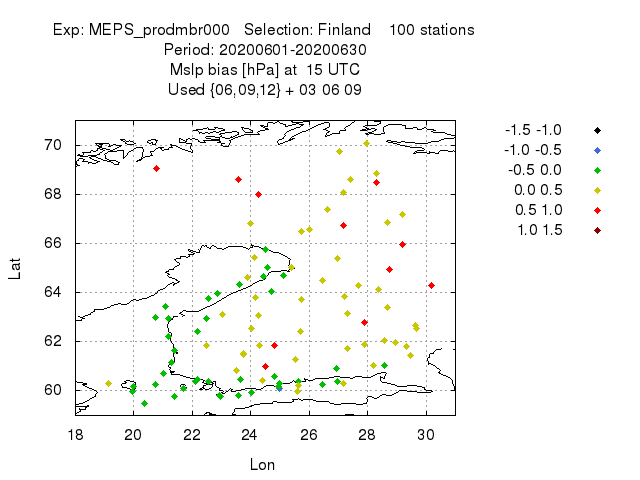 Exp: MEPS_prodmbr000 Selection: Finland 100 stations
Period: 20200601-20200630
Mslp bias [hPa] at 15 UTC
Used {06,09,12} + 03 06 09
-1.5 -1.0
-1.0 -0.5
-0.5 0.0
0.0 0.5
0.5 1.0
1.0 1.5
70
68
66
64
62
60
Lat
18 20 22 24 26 28 30
Lon